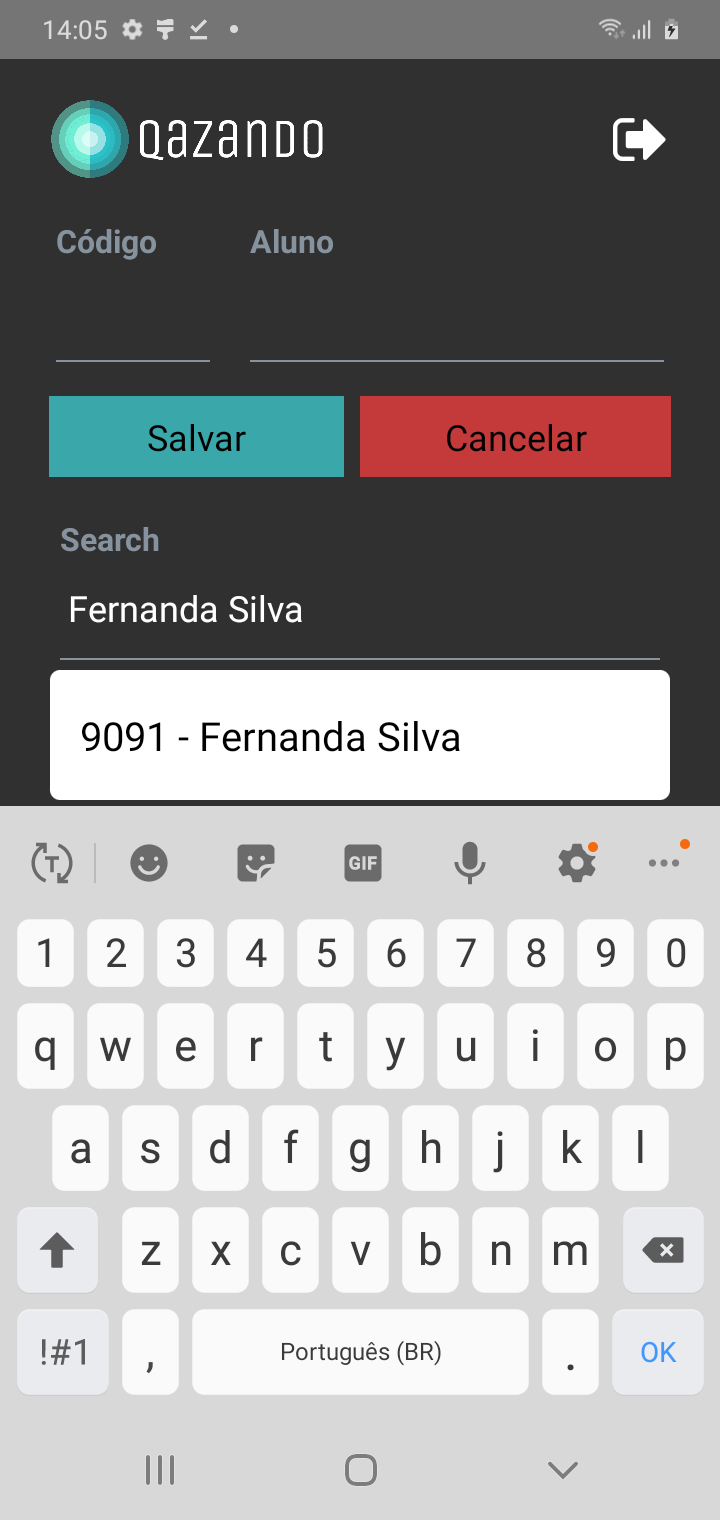 14:05
QAZANDO
Código Aluno
Salvar Cancelar
Search
Fernanda Silva
9091 - Fernanda Silva
T GIF
1 2 3 4 5 6 7 8 9 0
q w e r t y u i o p
a s d f g h j k l
z x c v b n m
!#1 , Português (BR) . OK